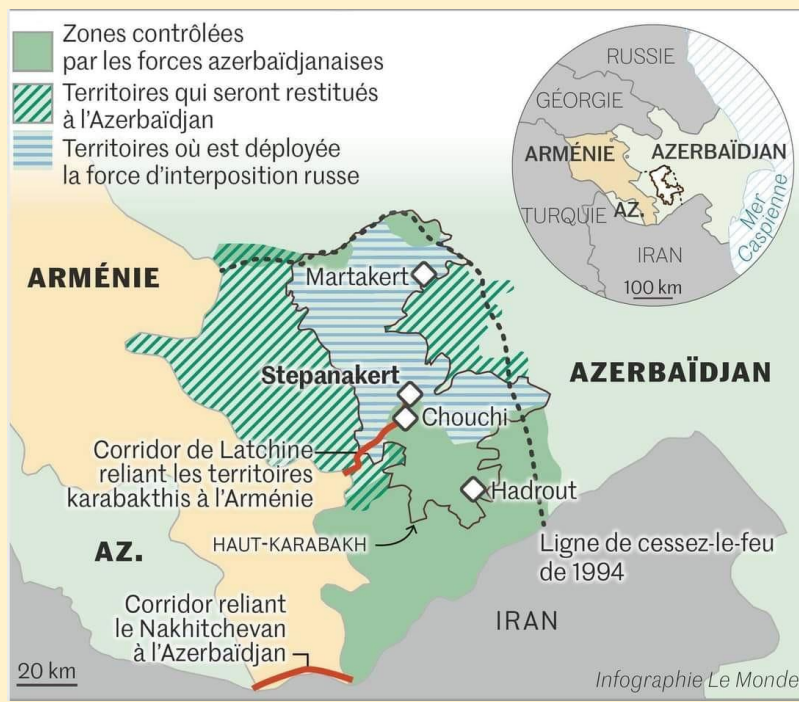 Zones contrôlées
par les forces azerbaïdjanaises
Territoires qui seront restitués
à l'Azerbaïdjan
Territoires où est déployée
la force d'interposition russe
RUSSIE
GÉORGIE
ARMÉNIE
AZERBAÏDJAN
TURQUIE
AZ.
Mer
Caspienne
IRAN
100 km
ARMÉNIE
Martakert
Stepanakert
AZERBAÏDJAN
Chouchi
Corridor de Latchine
reliant les territoires
karabakthis à l'Arménie
Hadrout
AZ.
HAUT-KARABAKH
Ligne de cessez-le-feu
de 1994
Corridor reliant
le Nakhitchevan
à l'Azerbaïdjan
IRAN
20 km
Infographie Le Monde